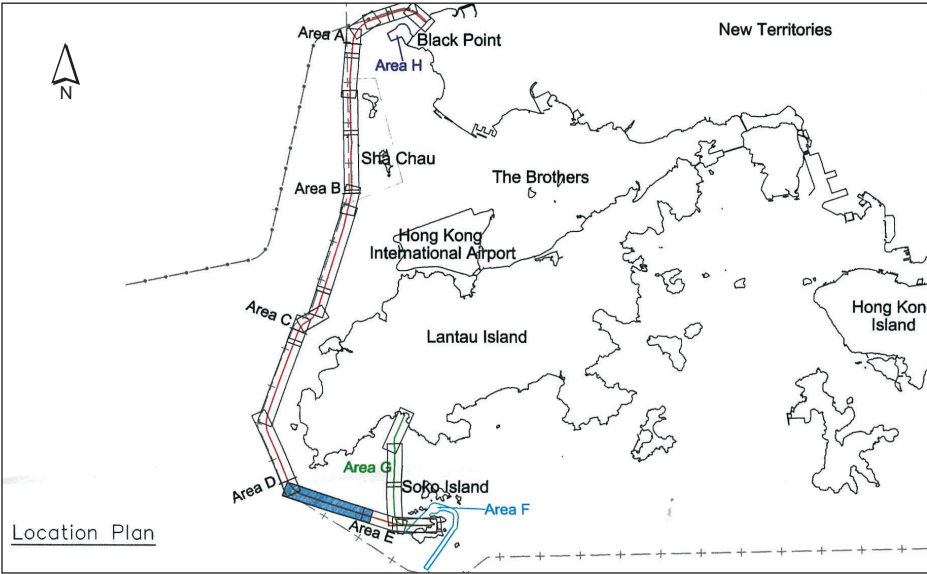 Area A
Black Point
New Territories
Area H
N
Sha Chau
Area B
The Brothers
Hong Kong
International Airport
Area C
Hong Kon
Island
Lantau Island
Area G
Area D
Soko Island
Area F
Area E
Location Plan